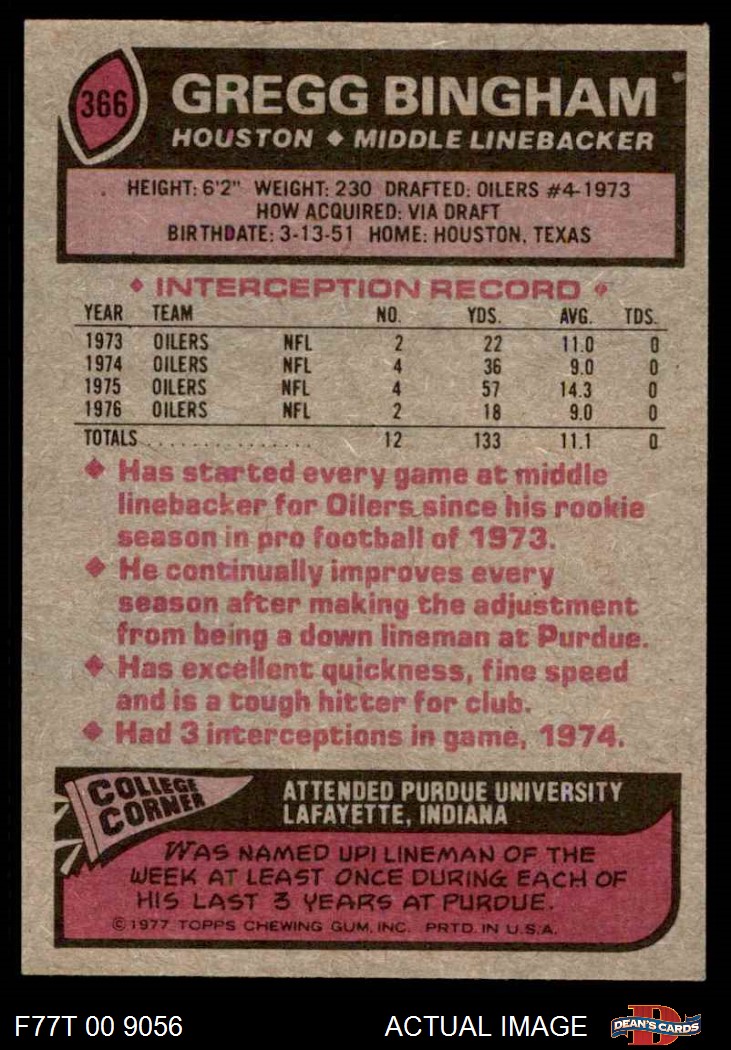 366
GREGG BINGHAM
HOUSTON ◆ MIDDLE LINEBACKER
HEIGHT: 6'2" WEIGHT: 230 DRAFTED: OILERS #4-1973
HOW ACQUIRED: VIA DRAFT
BIRTHDATE: 3-13-51 HOME: HOUSTON, TEXAS
◆ INTERCEPTION RECORD ◆
YEAR TEAM NO. YDS. AVG. TDS.
1973 OILERS NFL 2 22 11.0 0
1974 OILERS NFL 4 36 9.0 0
1975 OILERS NFL 4 57 14.3 0
1976 OILERS NFL 2 18 9.0 0
TOTALS . . . . . . . . . . . . . . . 12 133 11.1 0
◆ Has started every game at middle
linebacker for Oilers since his rookie
season in pro football of 1973.
◆ He continually improves every
season after making the adjustment
from being a down lineman at Purdue.
◆ Has excellent quickness, fine speed
and is a tough hitter for club.
◆ Had 3 interceptions in game, 1974.
COLLEGE
CORNER
ATTENDED PURDUE UNIVERSITY
LAFAYETTE, INDIANA
WAS NAMED UPI LINEMAN OF THE
WEEK AT LEAST ONCE DURING EACH OF
HIS LAST 3 YEARS AT PURDUE.
©1977 TOPPS CHEWING GUM, INC. PRTD. IN U.S.A.
F77T 00 9056 ACTUAL IMAGE
D
DEAN'S CARDS